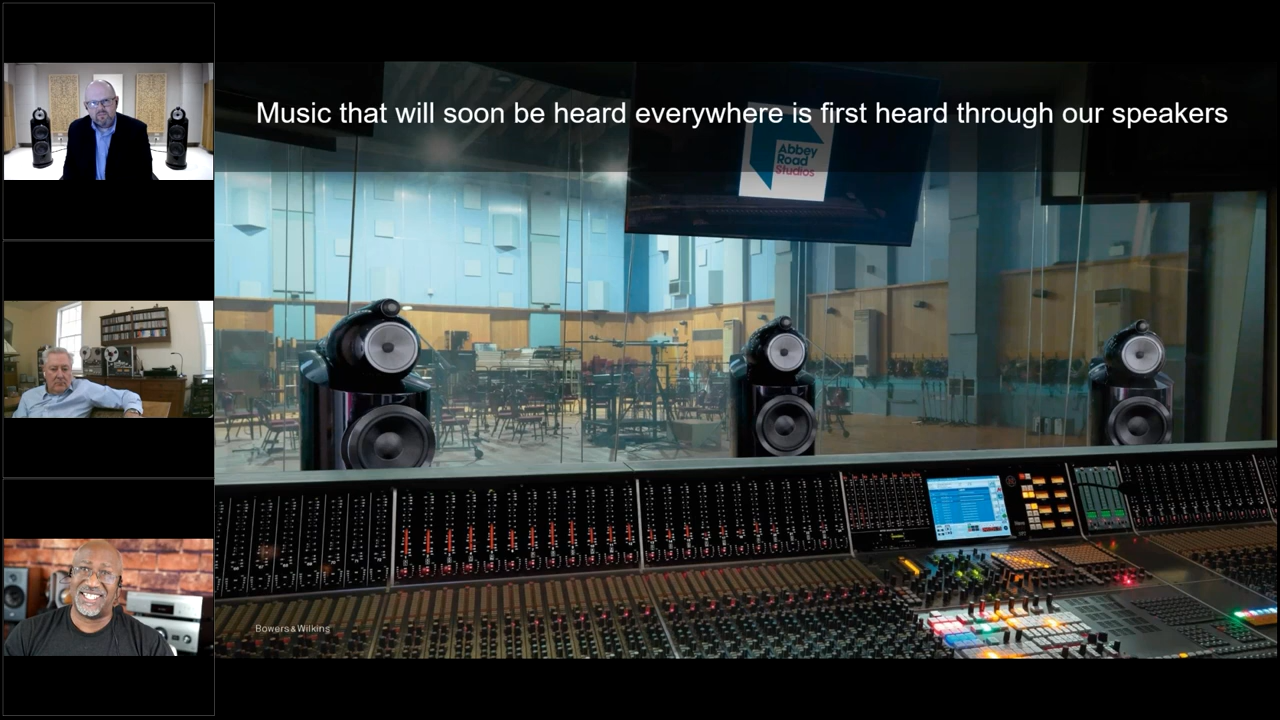 Music that will soon be heard everywhere is first heard through our speakers
Abbey
Road
Studios
Bowers & Wilkins